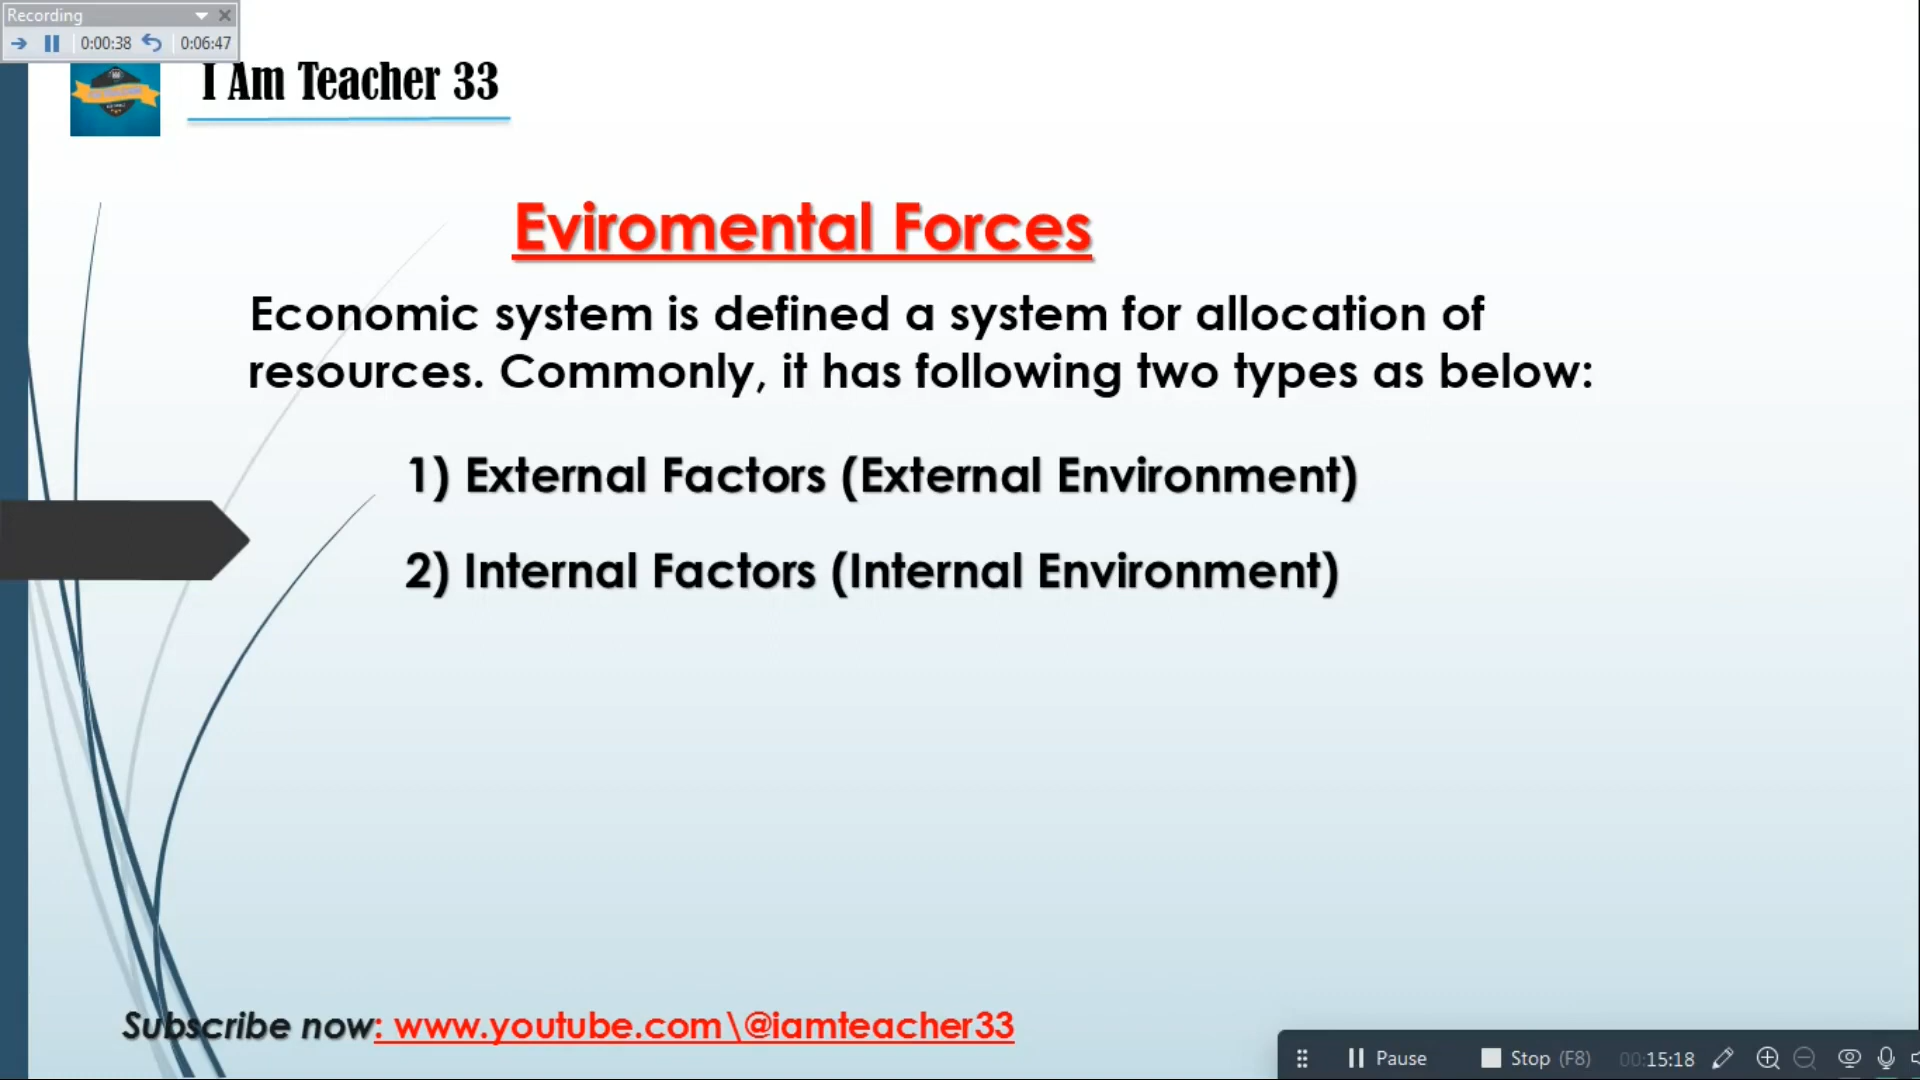 Recording
0:00:38 0:06:47
I Am Teacher 33
Eviromental Forces
Economic system is defined a system for allocation of
resources. Commonly, it has following two types as below:
1) External Factors (External Environment)
2) Internal Factors (Internal Environment)
Subscribe now: www.youtube.com\@iamteacher33
Pause Stop (F8) 00:15:18